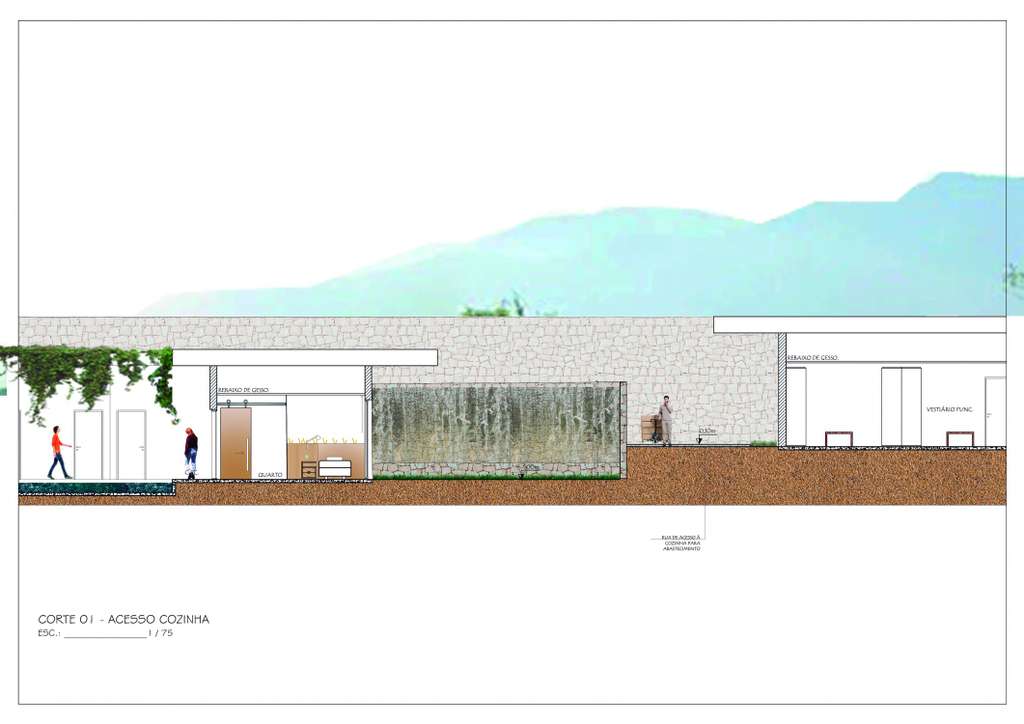 REBAIXO DE GESSO.
REBAIXO DE GESSO.
VESTIÁRIO FUNC.
QUARTO
RUA DE ACESSO À
COZINHA PARA
ABASTECIMENTO
CORTE 01 - ACESSO COZINHA
ESC.: ________________1 / 75